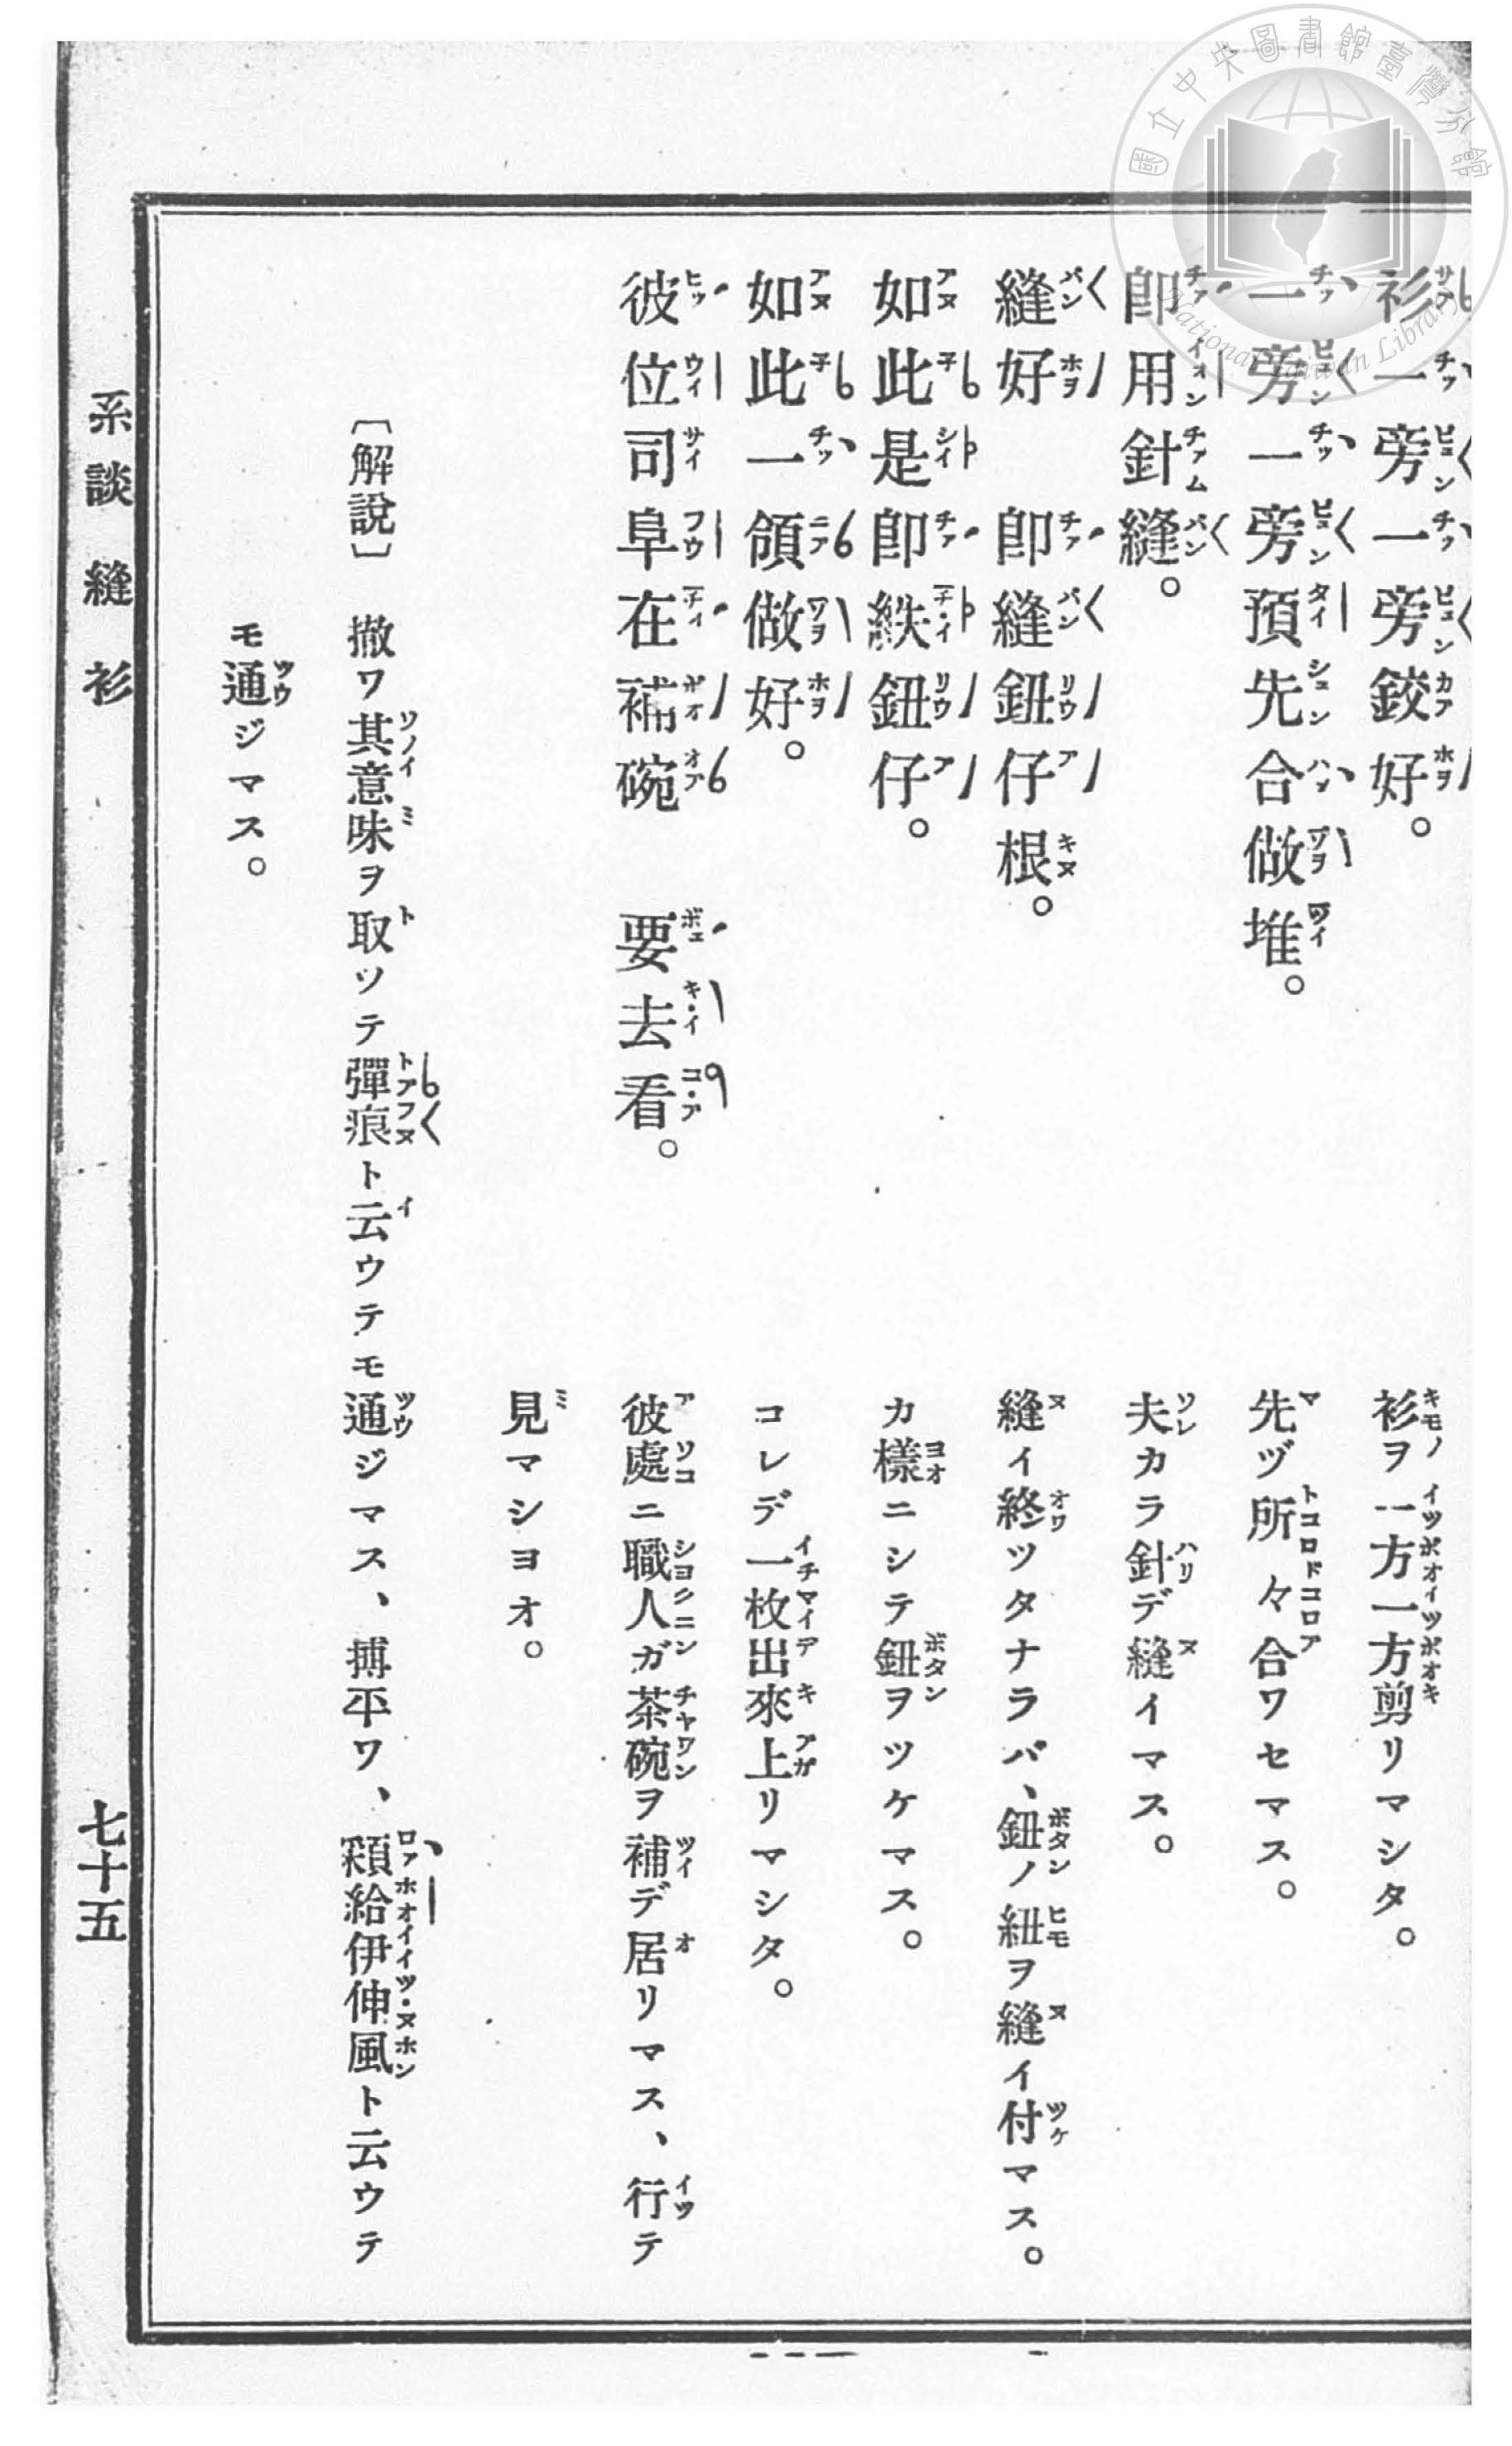 國立中央圖書館臺灣分館
National Taiwan Library
衫一旁一旁鉸好。
衫ヲ一方一方剪リマシタ。
一旁一旁預先合做堆。
先ヅ所々合ワセマス。
卽用針縫。
夫カラ針デ縫イマス。
縫好 卽縫鈕仔根。
縫イ終ツタナラバ、鈕ノ紐ヲ縫イ付マス。
如此是卽紩鈕仔。
カ樣ニシテ鈕ヲツケマス。
如此一領做好。
コレデ一枚出來上リマシタ。
彼位司阜在補碗 要去看。
彼處ニ職人ガ茶碗ヲ補デ居リマス、行テ
見マシヨオ。
〔解說〕 撤ワ其意味ヲ取ツテ彈痕ト云ウテモ通ジマス、搏平ワ、給伊伸風ト云ウテ
モ通ジマス。
談 縫 衫
七十五